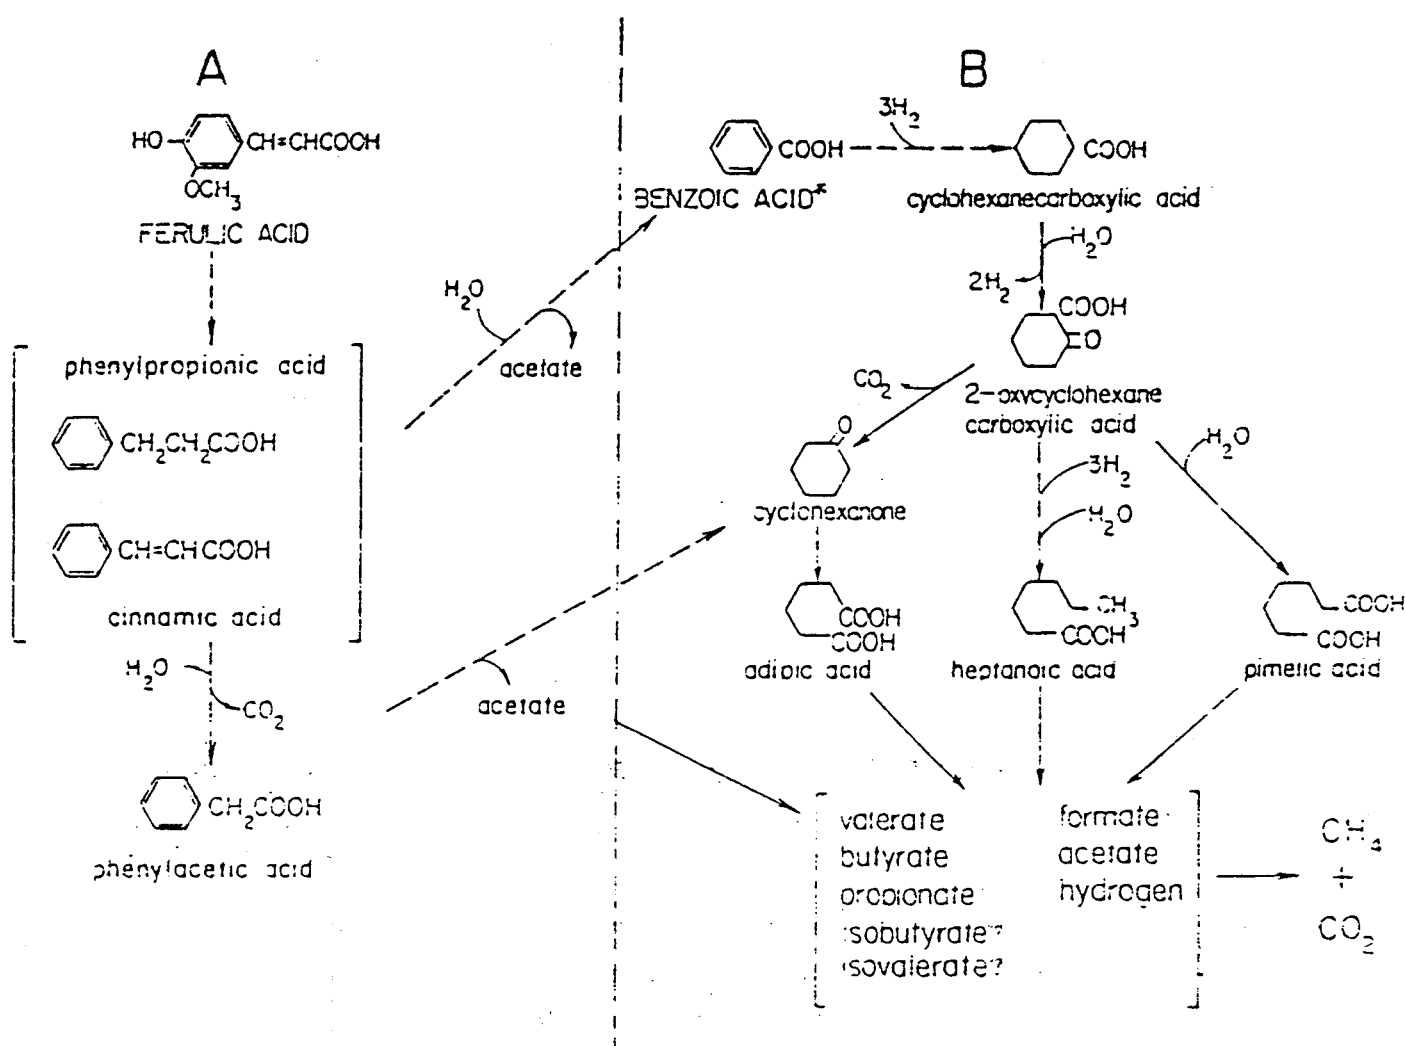 A
HO
CH=CHCOOH
OCH3
FERULIC ACID
phenylpropionic acid
CH2CH2COOH
CH=CHCOOH
cinnamic acid
H2O
CO2
CH2COOH
phenylacetic acid
H2O
acetate
acetate
B
COOH
3H2
COOH
BENZOIC ACID*
cyclohexanecarboxylic acid
H2O
2H2
COOH
O
2-oxycyclohexane
carboxylic acid
CO2
O
cyclohexanone
3H2
H2O
H2O
COOH
COOH
adipic acid
CH3
COOH
heptanoic acid
COOH
COOH
pimelic acid
valerate
butyrate
propionate
isobutyrate?
isovalerate?
formate
acetate
hydrogen
CH4
+
CO2